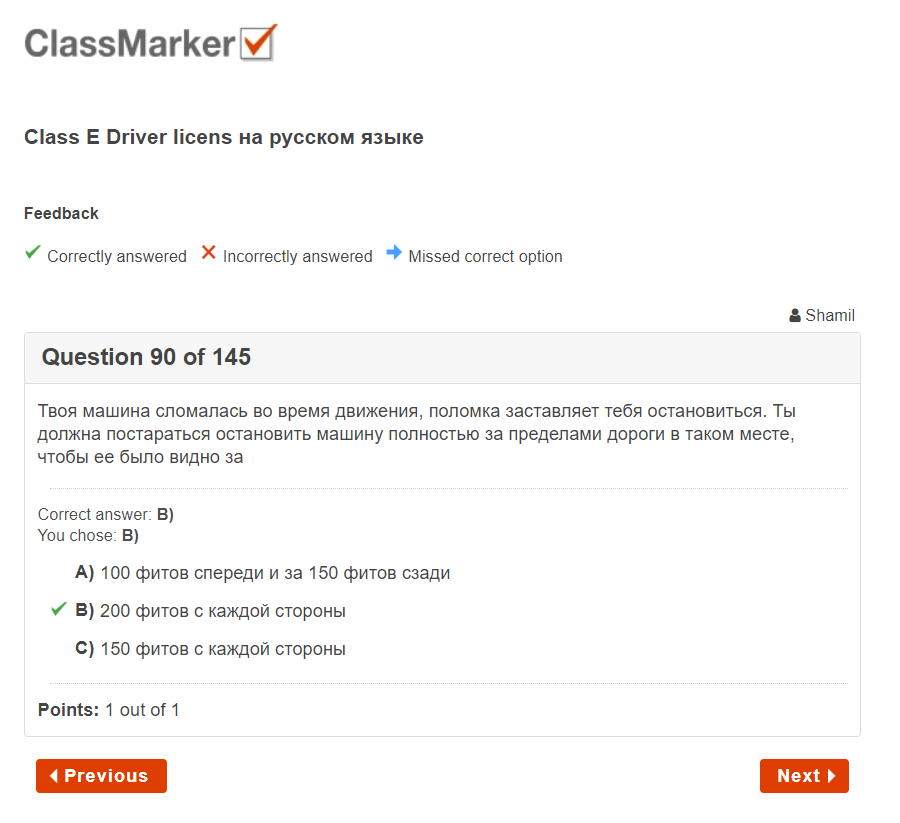 ClassMarker
Class E Driver licens на русском языке
Feedback
Correctly answered Incorrectly answered Missed correct option
Shamil
Question 90 of 145
Твоя машина сломалась во время движения, поломка заставляет тебя остановиться. Ты
должна постараться остановить машину полностью за пределами дороги в таком месте,
чтобы ее было видно за
Correct answer: B)
You chose: B)
A) 100 фитов спереди и за 150 фитов сзади
B) 200 фитов с каждой стороны
C) 150 фитов с каждой стороны
Points: 1 out of 1
Previous Next